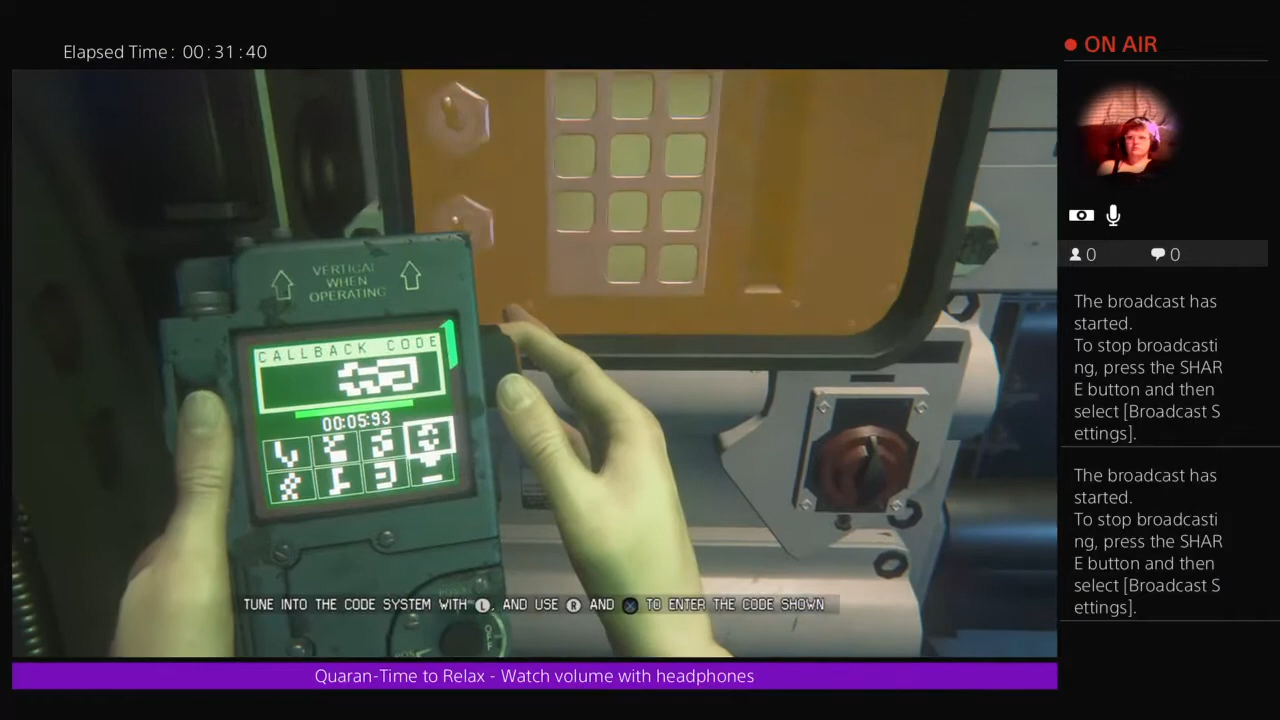 Elapsed Time: 00:31:40
ON AIR
0
0
VERTICAL
WHEN
OPERATING
CALLBACK CODE
00:05:93
TUNE INTO THE CODE SYSTEM WITH L, AND USE R AND X TO ENTER THE CODE SHOWN
Quaran-Time to Relax - Watch volume with headphones
The broadcast has
started.
To stop broadcasti
ng, press the SHAR
E button and then
select [Broadcast S
ettings].
The broadcast has
started.
To stop broadcasti
ng, press the SHAR
E button and then
select [Broadcast S
ettings].